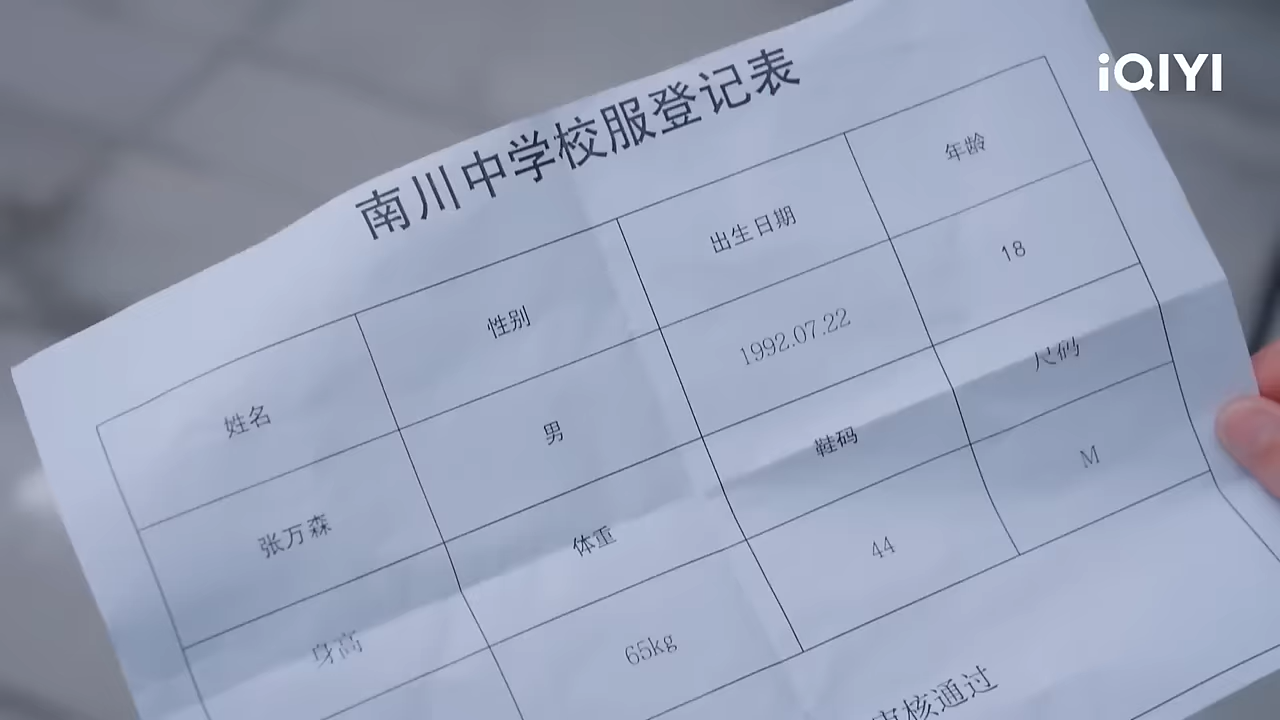 iQIYI
南川中学校服登记表
姓名 性别 出生日期 年龄
张万森 男 1992.07.22 18
身高 体重 鞋码 尺码
65kg 44 M
审核通过